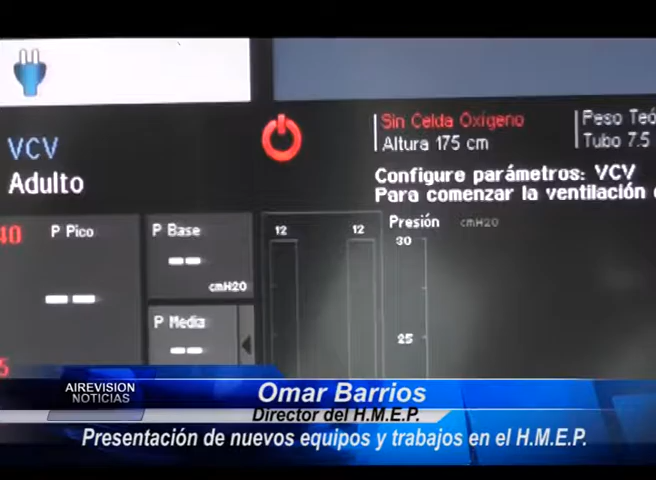 VCV
Adulto
Sin Celda Oxígeno
Altura 175 cm
Peso Teó
Tubo 7.5
Configure parámetros: VCV
Para comenzar la ventilación
40
P Pico
--
5
P Base
--
cmH2O
P Media
--
12
12
Presión cmH2O
30
25
AIREVISION
NOTICIAS
Omar Barrios
Director del H.M.E.P.
Presentación de nuevos equipos y trabajos en el H.M.E.P.